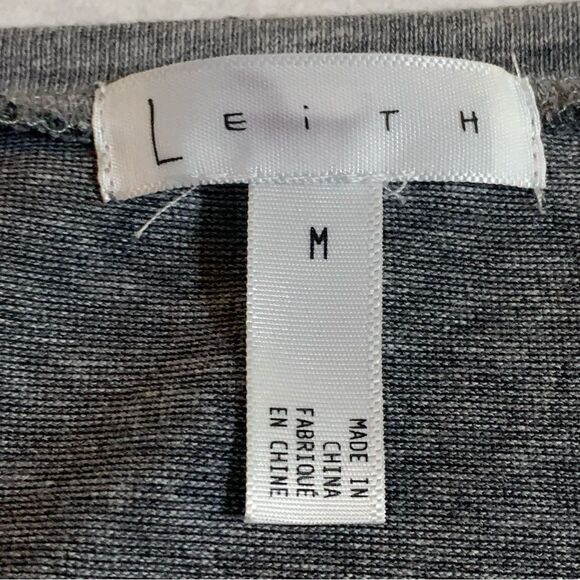 LEiTH
M
MADE IN
CHINA
FABRIQUÉ
EN CHINE